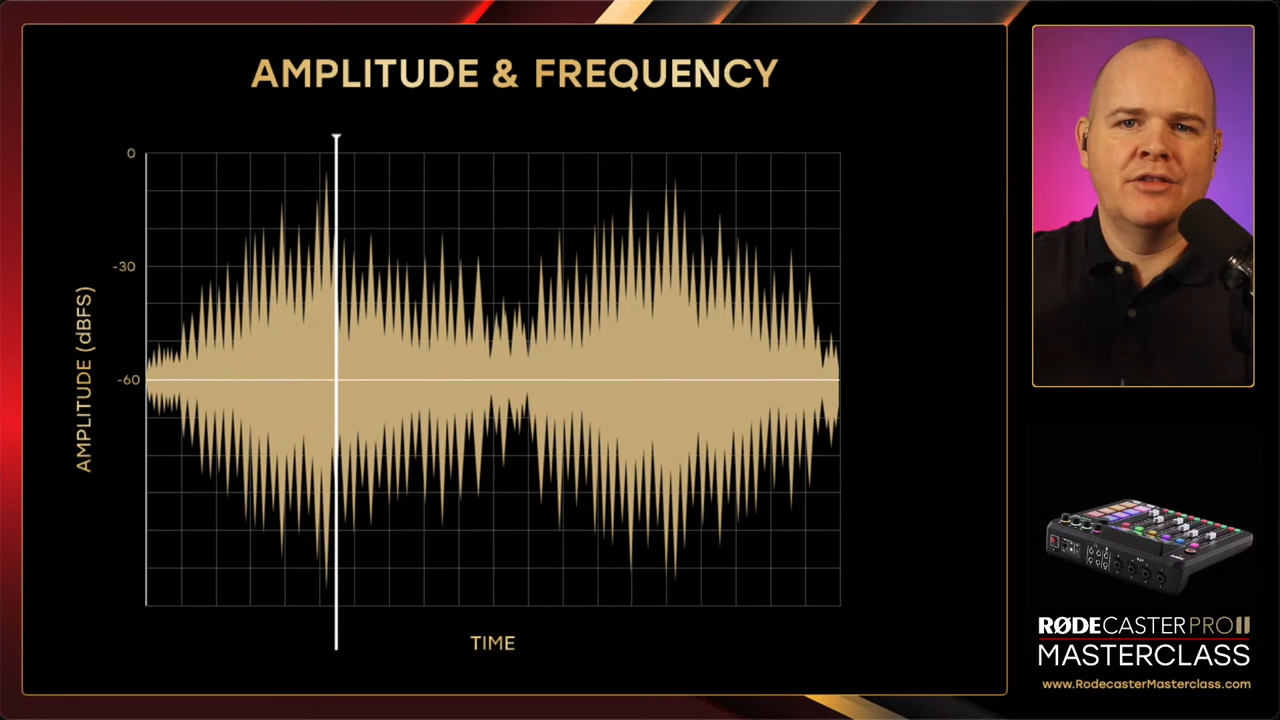 AMPLITUDE & FREQUENCY
0
-30
-60
AMPLITUDE (dBFS)
TIME
RØDECASTER PRO II
MASTERCLASS
www.RodecasterMasterclass.com